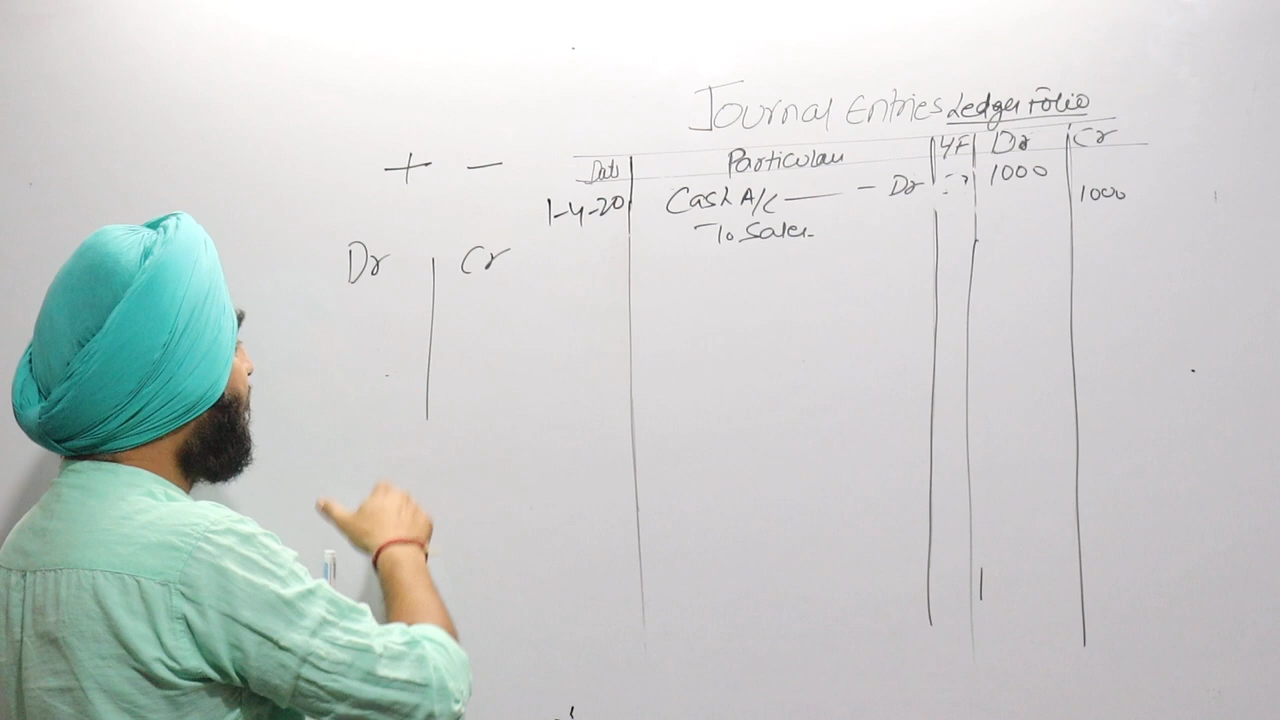 Journal Entries Ledger Folio
+ - Date Particulars L/F Dr Cr
1-4-20 Cash A/c - Dr 1000
To Sales 1000
Dr Cr